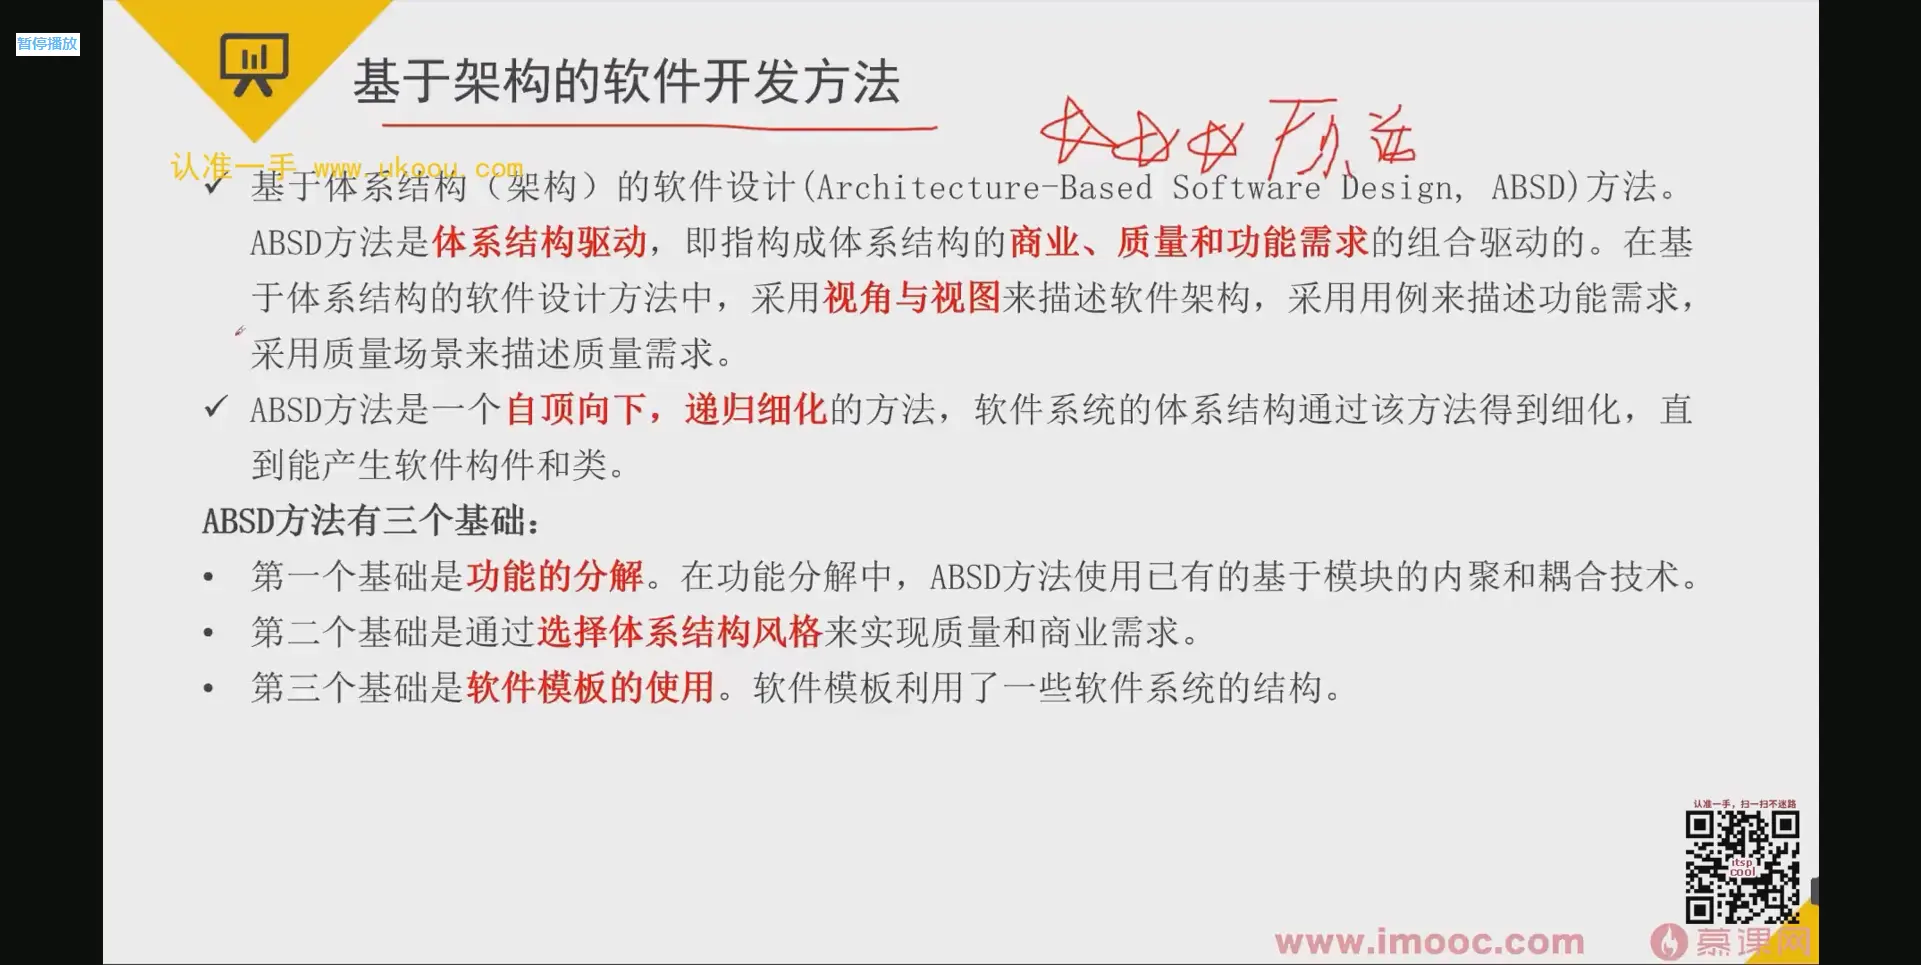 暂停播放
基于架构的软件开发方法
认准一手 www.ukoou.com
✓ 基于体系结构（架构）的软件设计(Architecture-Based Software Design, ABSD)方法。
ABSD方法是体系结构驱动，即指构成体系结构的商业、质量和功能需求的组合驱动的。在基
于体系结构的软件设计方法中，采用视角与视图来描述软件架构，采用用例来描述功能需求，
采用质量场景来描述质量需求。
✓ ABSD方法是一个自顶向下，递归细化的方法，软件系统的体系结构通过该方法得到细化，直
到能产生软件构件和类。
ABSD方法有三个基础：
• 第一个基础是功能的分解。在功能分解中，ABSD方法使用已有的基于模块的内聚和耦合技术。
• 第二个基础是通过选择体系结构风格来实现质量和商业需求。
• 第三个基础是软件模板的使用。软件模板利用了一些软件系统的结构。
认准一手，扫一扫不迷路
itsp
cool
www.imooc.com 慕课网